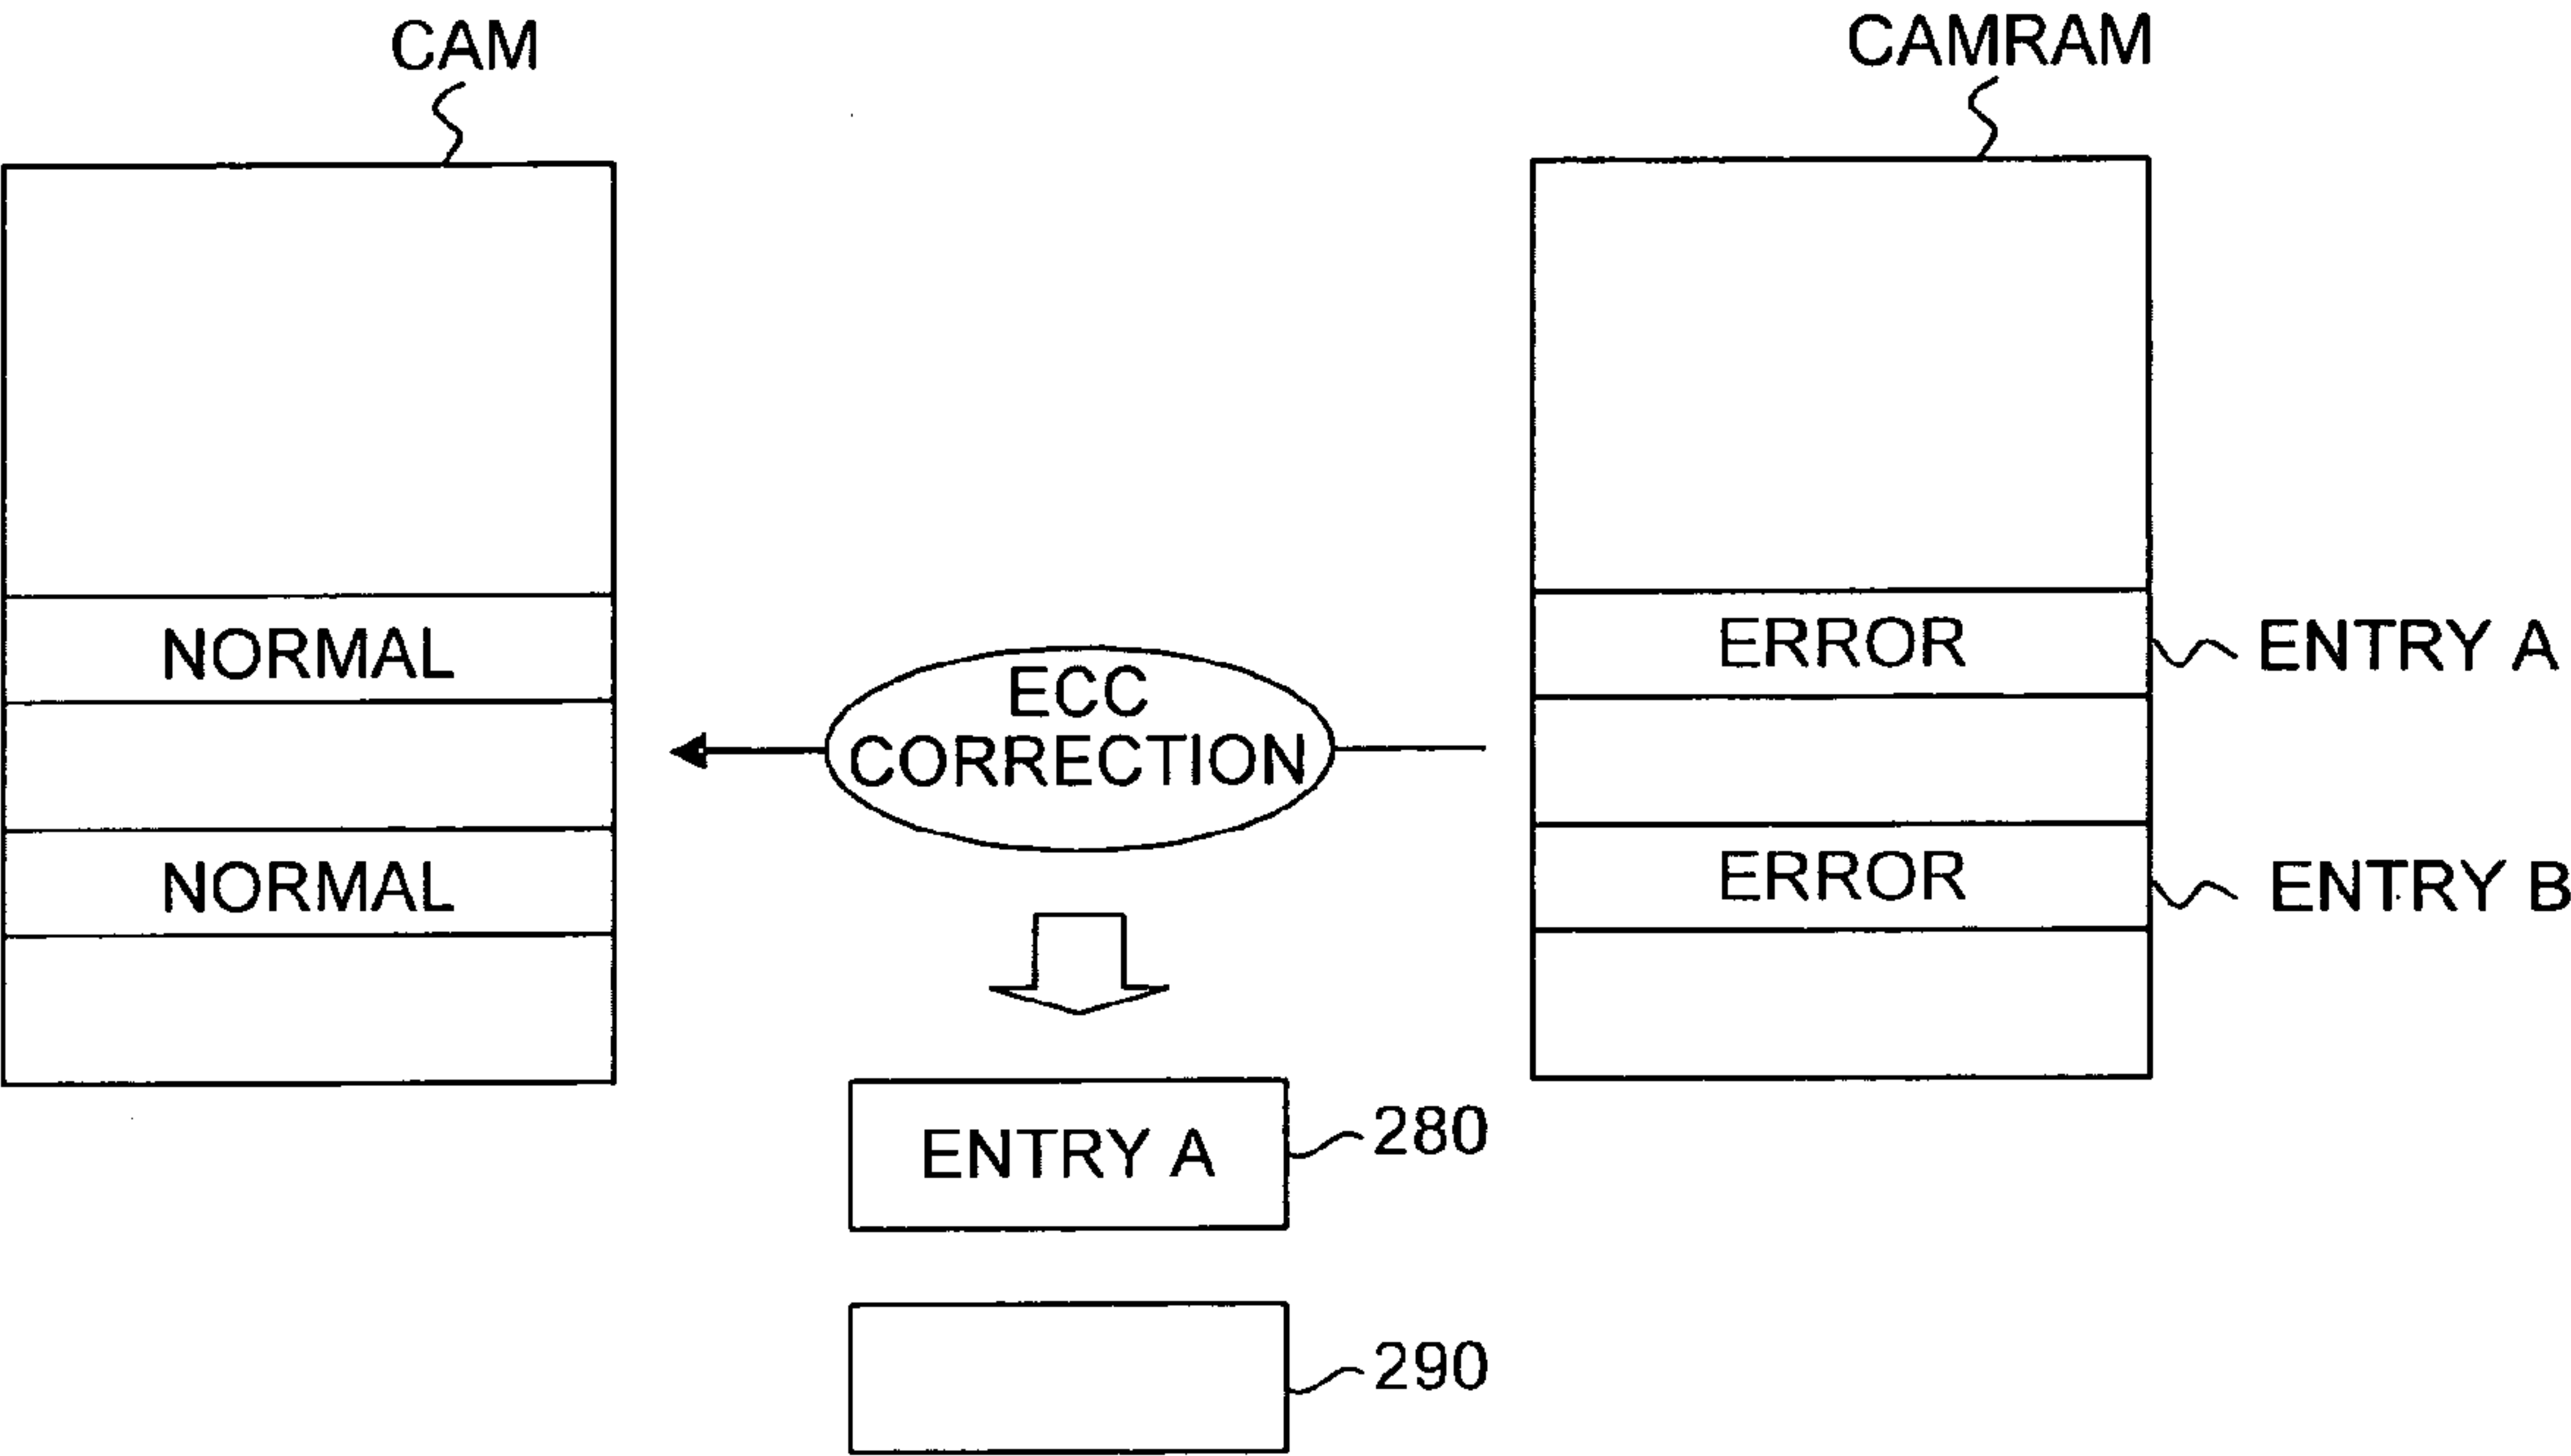 CAM
CAMRAM
NORMAL
ERROR
ENTRY A
ECC
CORRECTION
NORMAL
ERROR
ENTRY B
ENTRY A
280
290